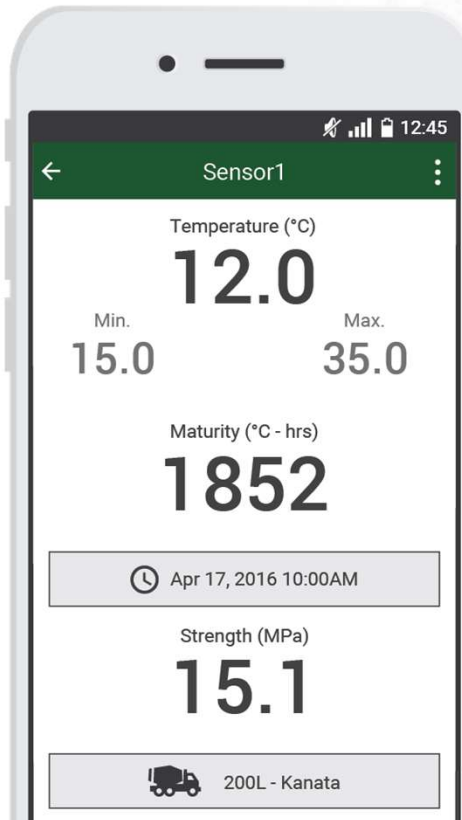 12:45
Sensor1
Temperature (°C)
12.0
Min. Max.
15.0 35.0
Maturity (°C - hrs)
1852
Apr 17, 2016 10:00AM
Strength (MPa)
15.1
200L - Kanata